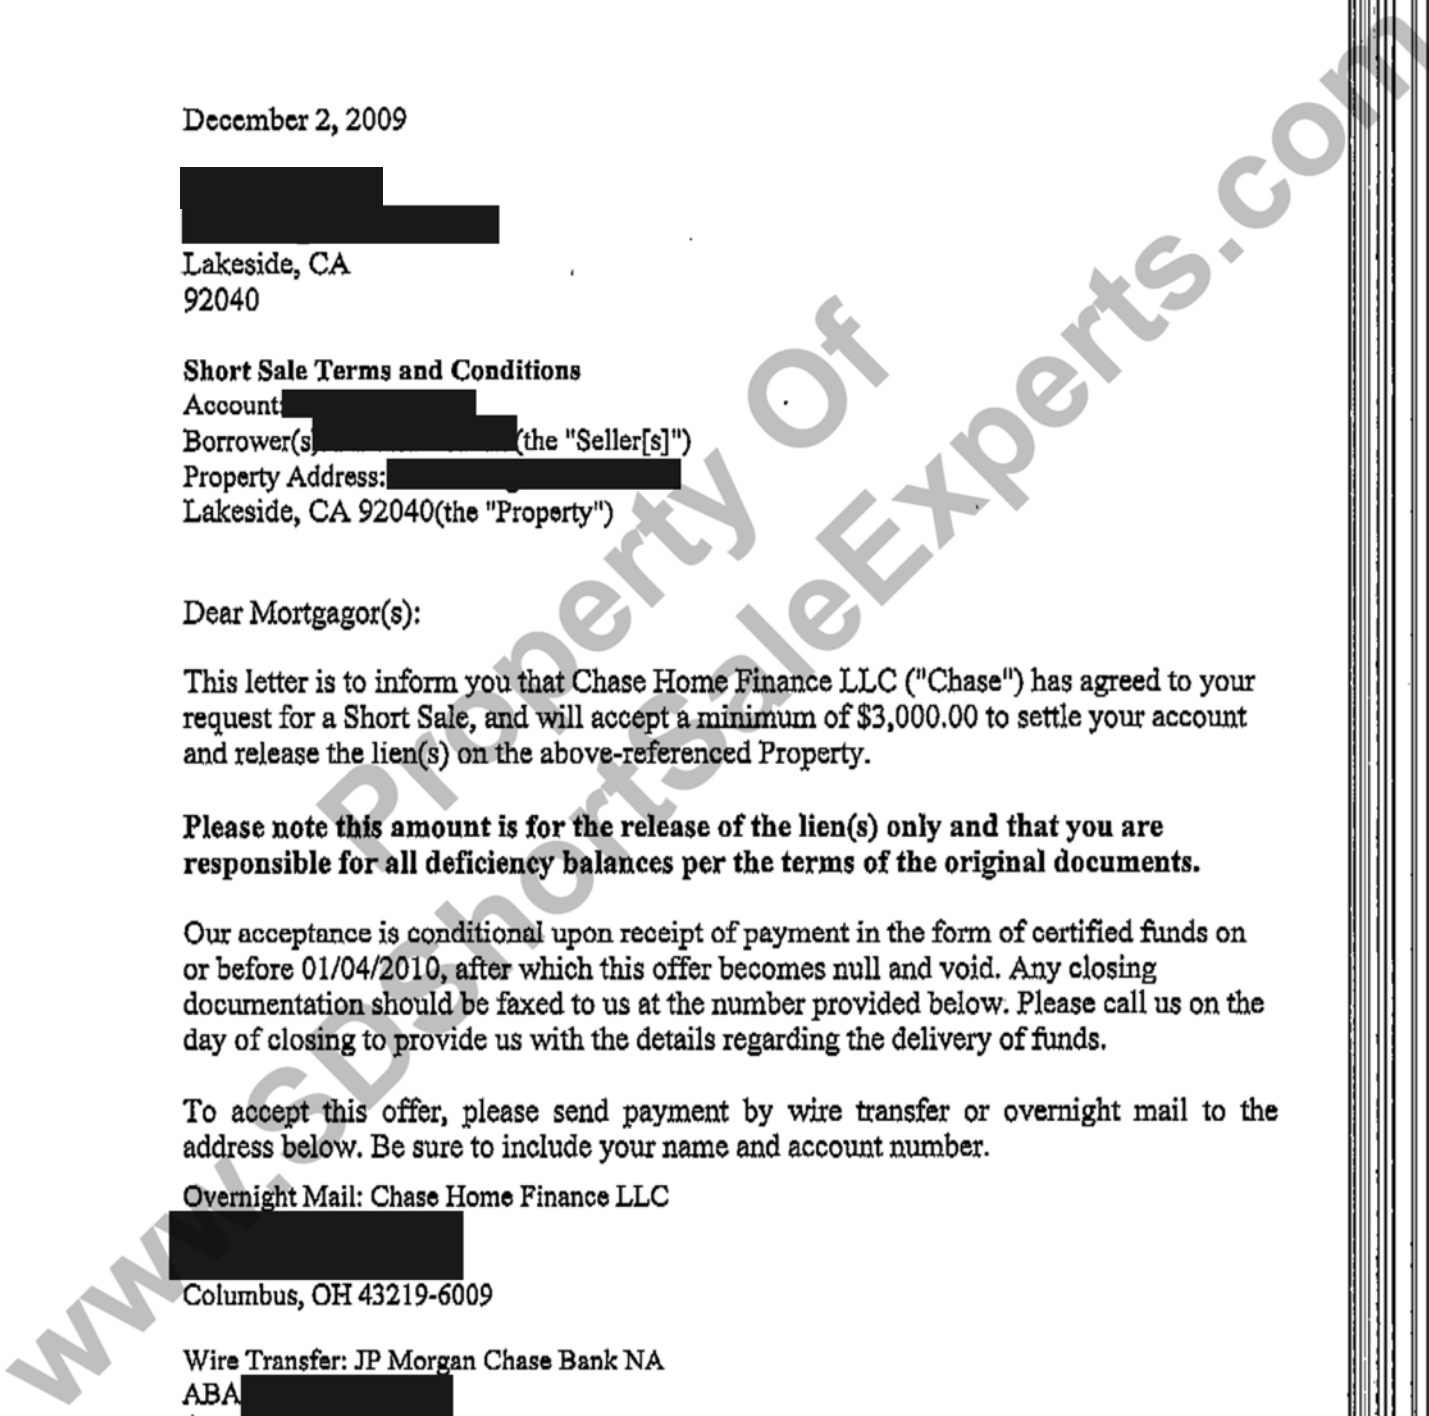 December 2, 2009
Lakeside, CA
92040
Short Sale Terms and Conditions
Account:
Borrower(s) (the "Seller[s]")
Property Address:
Lakeside, CA 92040(the "Property")
Dear Mortgagor(s):
This letter is to inform you that Chase Home Finance LLC ("Chase") has agreed to your
request for a Short Sale, and will accept a minimum of $3,000.00 to settle your account
and release the lien(s) on the above-referenced Property.
Please note this amount is for the release of the lien(s) only and that you are
responsible for all deficiency balances per the terms of the original documents.
Our acceptance is conditional upon receipt of payment in the form of certified funds on
or before 01/04/2010, after which this offer becomes null and void. Any closing
documentation should be faxed to us at the number provided below. Please call us on the
day of closing to provide us with the details regarding the delivery of funds.
To accept this offer, please send payment by wire transfer or overnight mail to the
address below. Be sure to include your name and account number.
Overnight Mail: Chase Home Finance LLC
Columbus, OH 43219-6009
Wire Transfer: JP Morgan Chase Bank NA
ABA
Property Of
www.SDShortSaleExperts.com